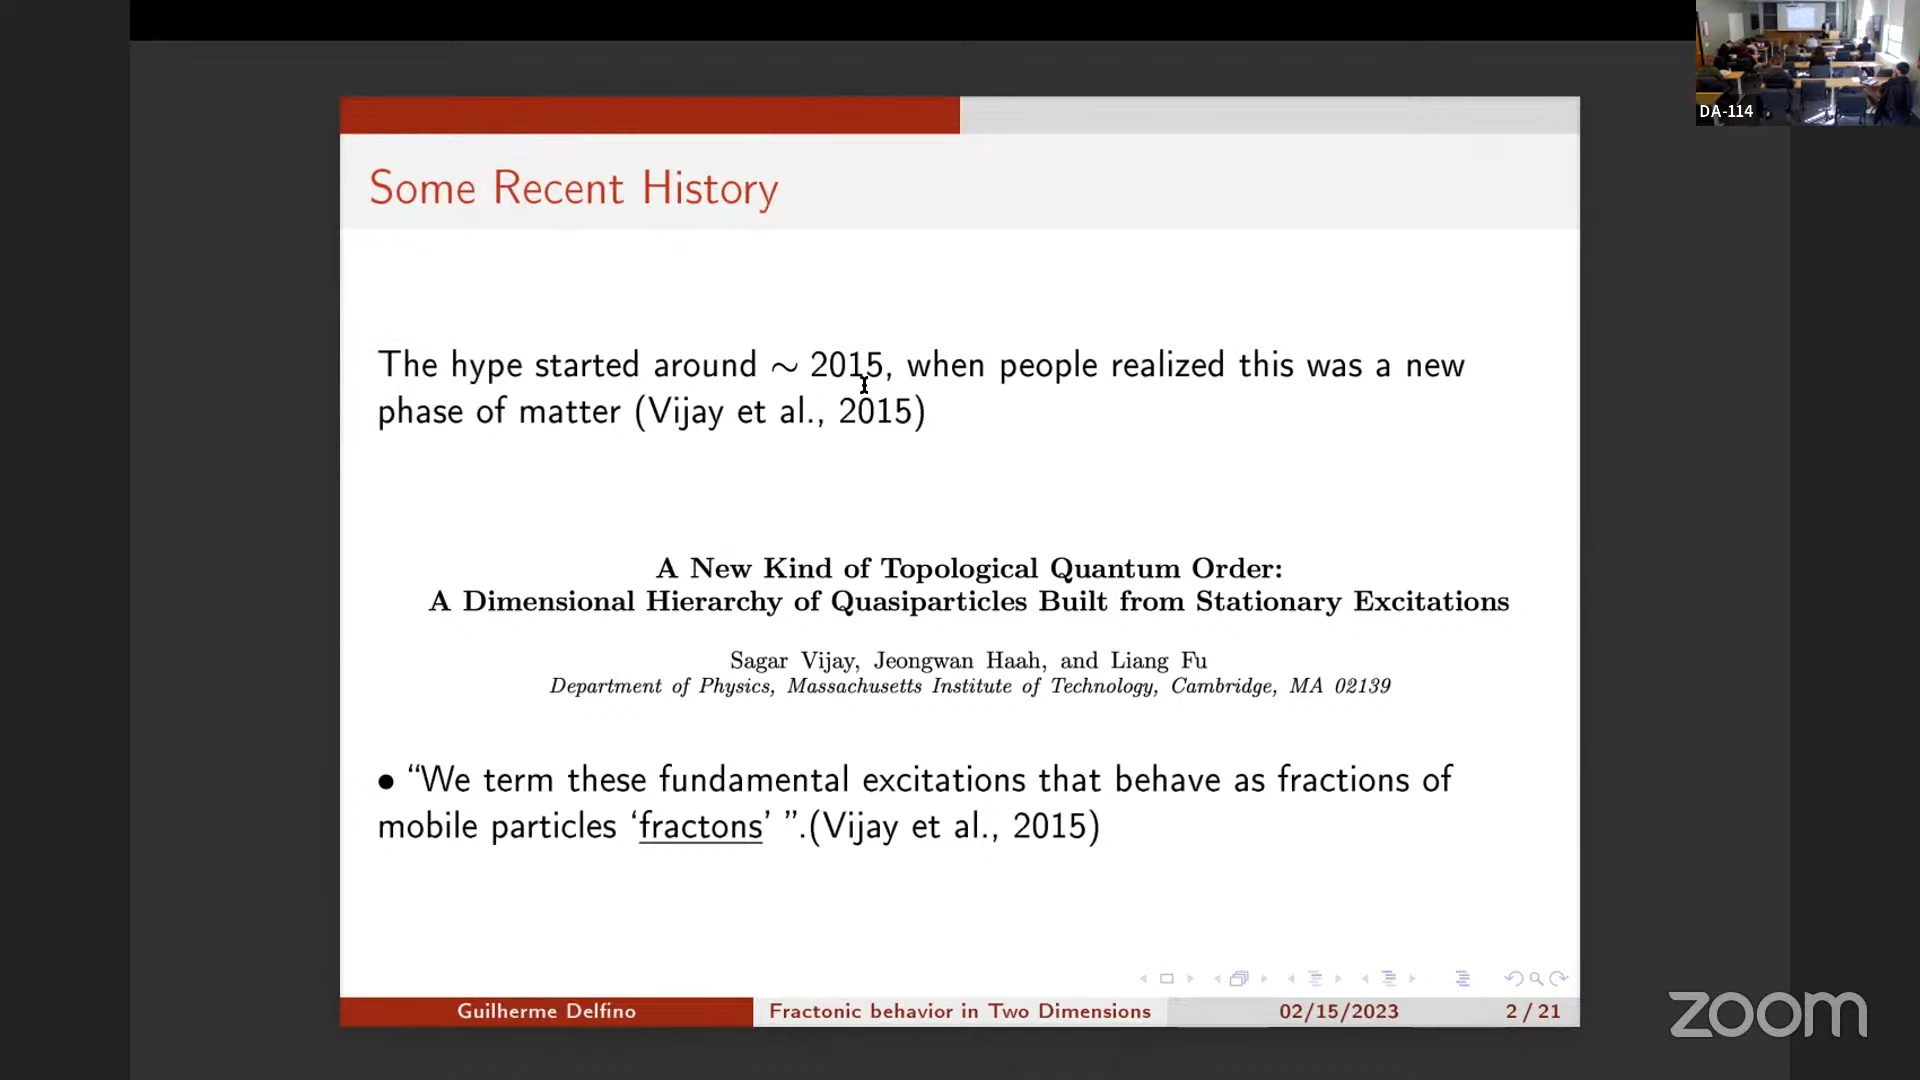 DA-114
Some Recent History
The hype started around ∼ 2015, when people realized this was a new
phase of matter (Vijay et al., 2015)
A New Kind of Topological Quantum Order:
A Dimensional Hierarchy of Quasiparticles Built from Stationary Excitations
Sagar Vijay, Jeongwan Haah, and Liang Fu
Department of Physics, Massachusetts Institute of Technology, Cambridge, MA 02139
• “We term these fundamental excitations that behave as fractions of
mobile particles ‘fractons’ ”.(Vijay et al., 2015)
Guilherme Delfino Fractonic behavior in Two Dimensions 02/15/2023 2 / 21
zoom